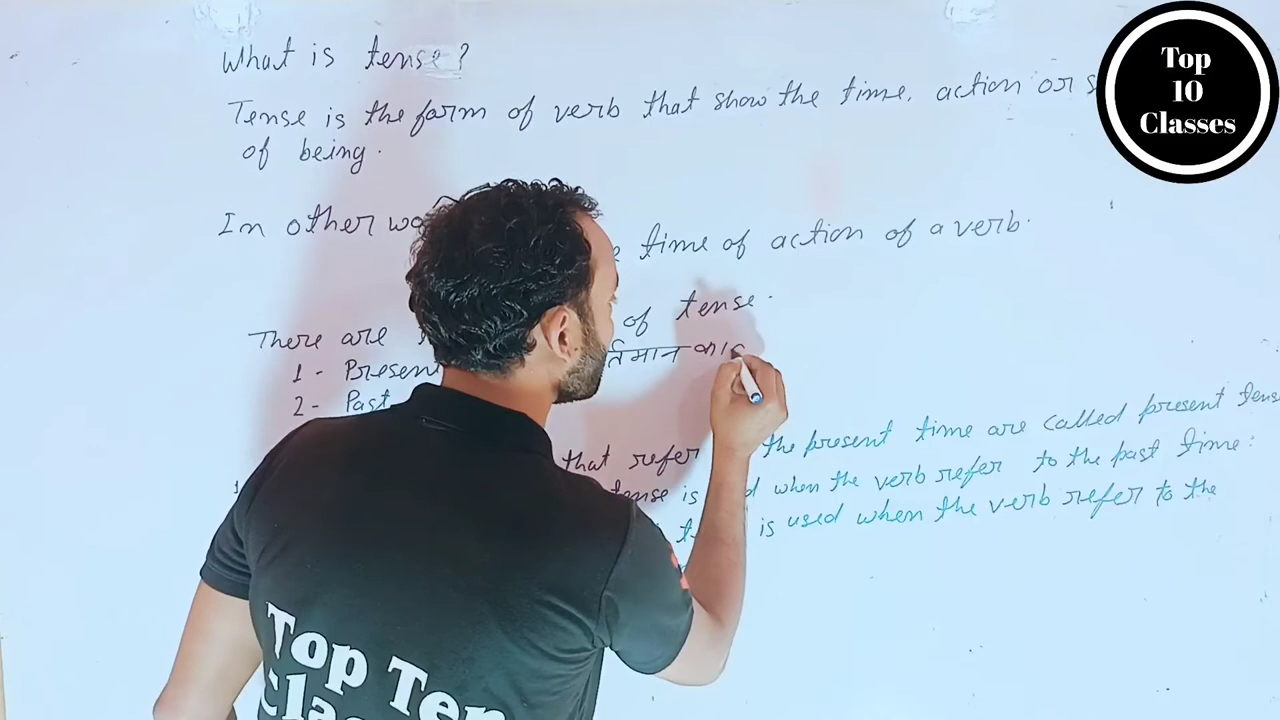 What is tense?
Tense is the form of verb that show the time, action or
of being.
In other
time of action of a verb.
There are of tense.
1 - Present र्तमान का
2 - Past
that refer the present time are called present tens
tense is when the verb refer to the past time:
is used when the verb refer to the
Top
10
Classes
Top Ten
Clas